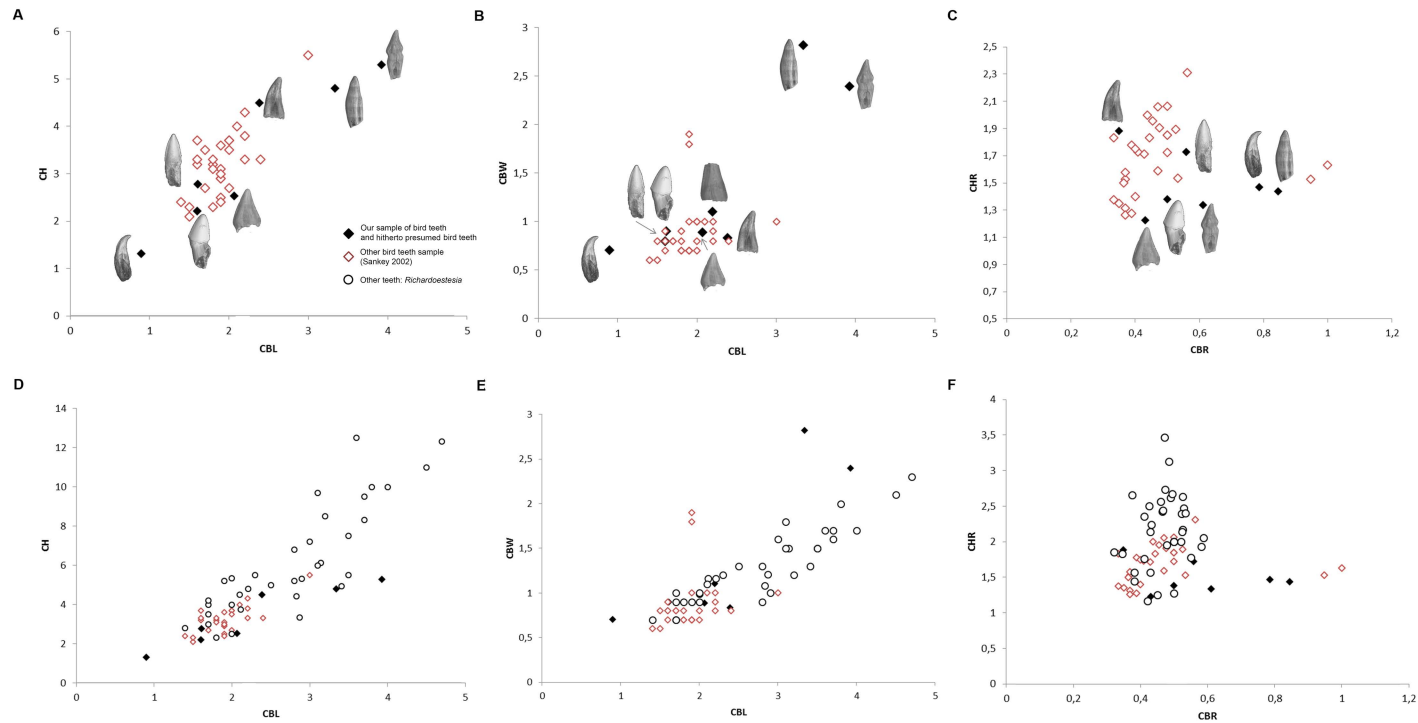 A
CH
6
5
4
3
2
1
0
0 1 2 3 4 5
CBL
Our sample of bird teeth
and hitherto presumed bird teeth
Other bird teeth sample
(Sankey 2002)
Other teeth: Richardoestesia
B
CBW
3
2,5
2
1,5
1
0,5
0
0 1 2 3 4 5
CBL
C
CHR
2,5
2,3
2,1
1,9
1,7
1,5
1,3
1,1
0,9
0,7
0,5
0 0,2 0,4 0,6 0,8 1 1,2
CBR
D
CH
14
12
10
8
6
4
2
0
0 1 2 3 4 5
CBL
E
CBW
3
2,5
2
1,5
1
0,5
0
0 1 2 3 4 5
CBL
F
CHR
4
3,5
3
2,5
2
1,5
1
0,5
0
0 0,2 0,4 0,6 0,8 1 1,2
CBR